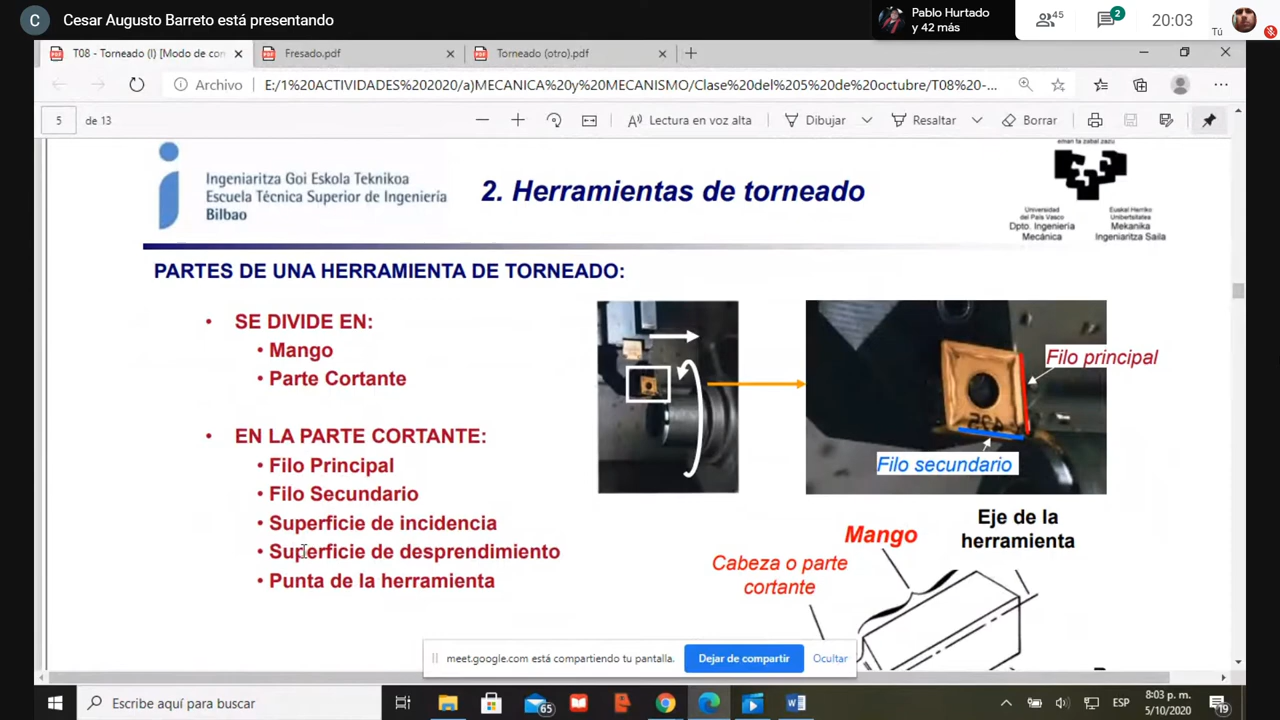 C
Cesar Augusto Barreto está presentando
Pablo Hurtado
y 42 más
45
2
20:03
Tú
T08 - Torneado (I) [Modo de con
Fresado.pdf
Torneado (otro).pdf
Archivo
E:/1%20ACTIVIDADES%202020/a)MECANICA%20y%20MECANISMO/Clase%20del%205%20de%20octubre/T08%20-...
5
de 13
Lectura en voz alta
Dibujar
Resaltar
Borrar
Ingeniaritza Goi Eskola Teknikoa
Escuela Técnica Superior de Ingeniería
Bilbao
2. Herramientas de torneado
eman ta zabal zazu
Universidad
del País Vasco
Euskal Herriko
Unibertsitatea
Dpto. Ingeniería
Mecánica
Mekanika
Ingeniaritza Saila
PARTES DE UNA HERRAMIENTA DE TORNEADO:
• SE DIVIDE EN:
• Mango
• Parte Cortante
• EN LA PARTE CORTANTE:
• Filo Principal
• Filo Secundario
• Superficie de incidencia
• Superficie de desprendimiento
• Punta de la herramienta
Filo principal
Filo secundario
Eje de la
herramienta
Mango
Cabeza o parte
cortante
meet.google.com está compartiendo tu pantalla.
Dejar de compartir
Ocultar
Escribe aquí para buscar
65
ESP
8:03 p. m.
5/10/2020
19